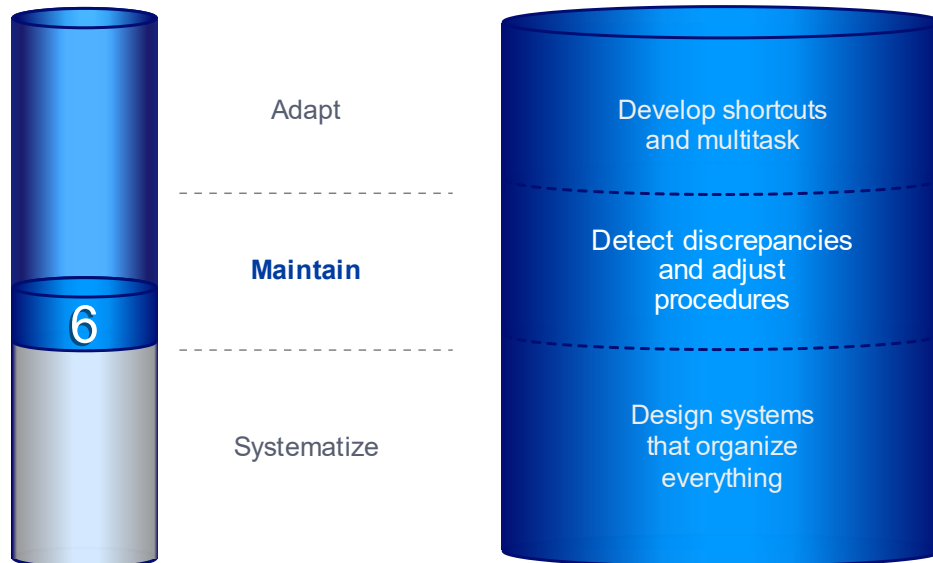 Adapt
Develop shortcuts
and multitask
Maintain
Detect discrepancies
and adjust
procedures
6
Systematize
Design systems
that organize
everything